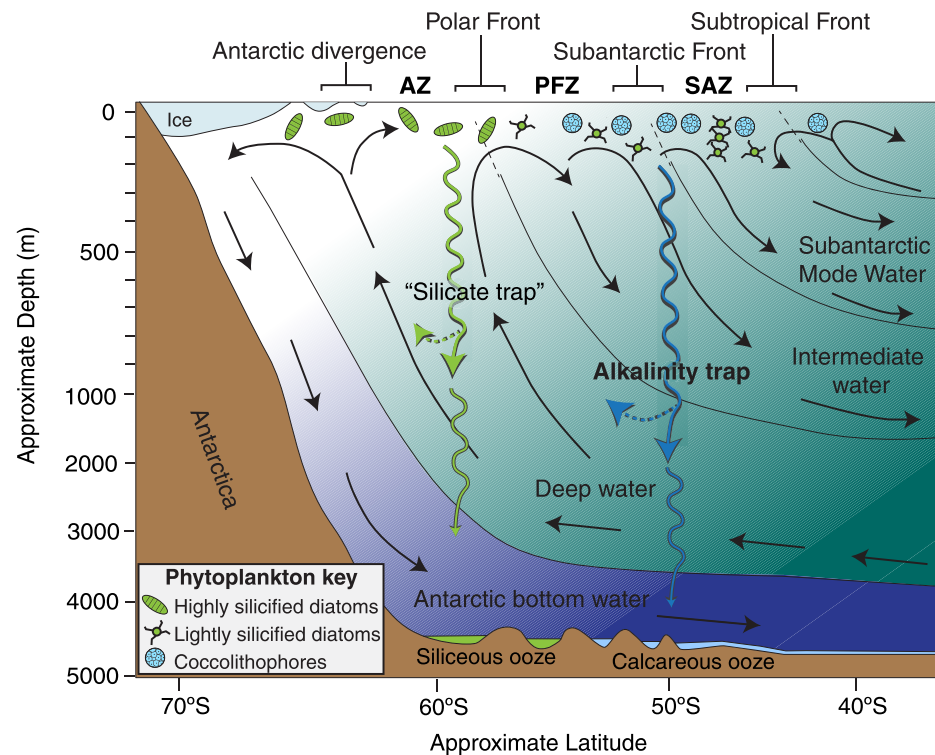 Polar Front
Subtropical Front
Antarctic divergence
Subantarctic Front
AZ
PFZ
SAZ
0
500
1000
2000
3000
4000
5000
Approximate Depth (m)
Ice
"Silicate trap"
Subantarctic
Mode Water
Alkalinity trap
Intermediate
water
Antarctica
Deep water
Antarctic bottom water
Phytoplankton key
Highly silicified diatoms
Lightly silicified diatoms
Coccolithophores
Siliceous ooze
Calcareous ooze
70°S
60°S
50°S
40°S
Approximate Latitude